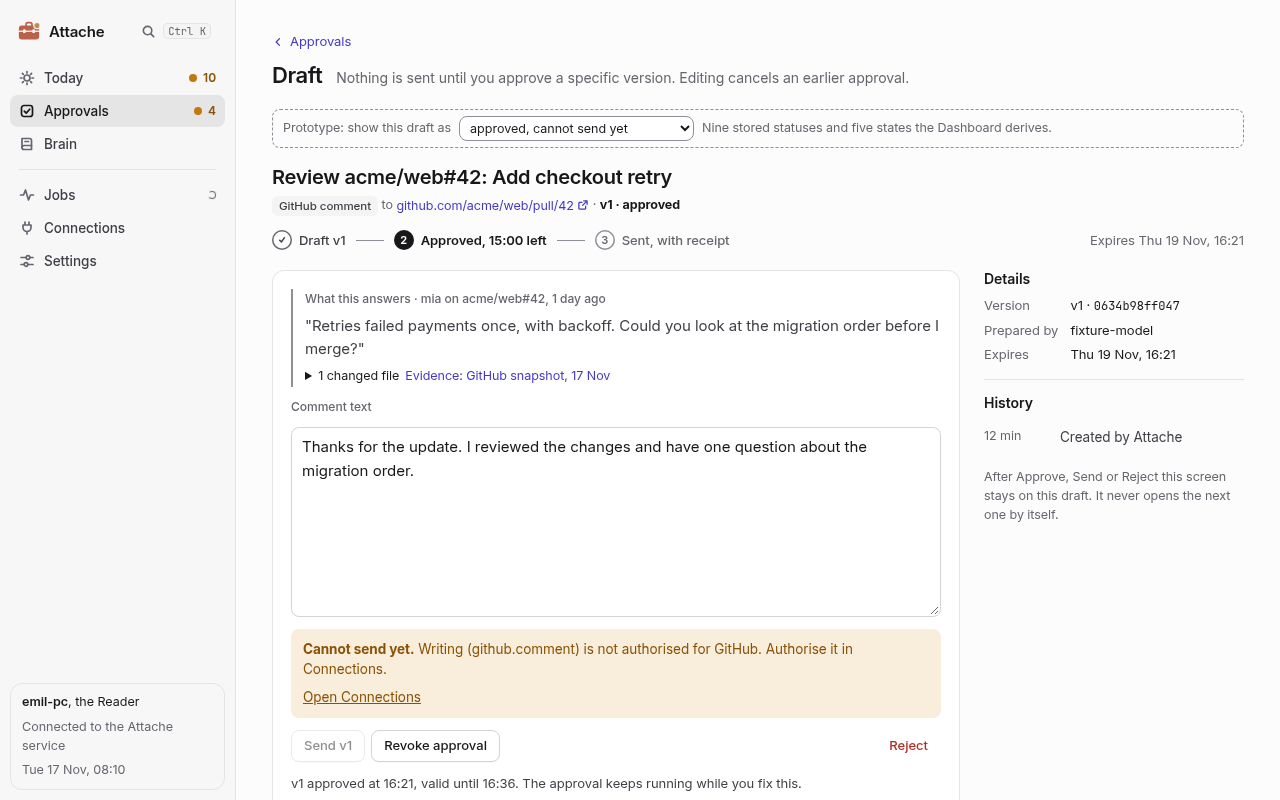 Attache
Ctrl K
Today
10
Approvals
4
Brain
Jobs
Connections
Settings
emil-pc, the Reader
Connected to the Attache
service
Tue 17 Nov, 08:10
Approvals
Draft Nothing is sent until you approve a specific version. Editing cancels an earlier approval.
Prototype: show this draft as approved, cannot send yet Nine stored statuses and five states the Dashboard derives.
Review acme/web#42: Add checkout retry
GitHub comment to github.com/acme/web/pull/42 · v1 · approved
Draft v1
2 Approved, 15:00 left
3 Sent, with receipt
Expires Thu 19 Nov, 16:21
What this answers · mia on acme/web#42, 1 day ago
"Retries failed payments once, with backoff. Could you look at the migration order before I
merge?"
1 changed file Evidence: GitHub snapshot, 17 Nov
Comment text
Thanks for the update. I reviewed the changes and have one question about the
migration order.
Cannot send yet. Writing (github.comment) is not authorised for GitHub. Authorise it in
Connections.
Open Connections
Send v1
Revoke approval
Reject
v1 approved at 16:21, valid until 16:36. The approval keeps running while you fix this.
Details
Version v1 · 0634b98ff047
Prepared by fixture-model
Expires Thu 19 Nov, 16:21
History
12 min Created by Attache
After Approve, Send or Reject this screen
stays on this draft. It never opens the next
one by itself.